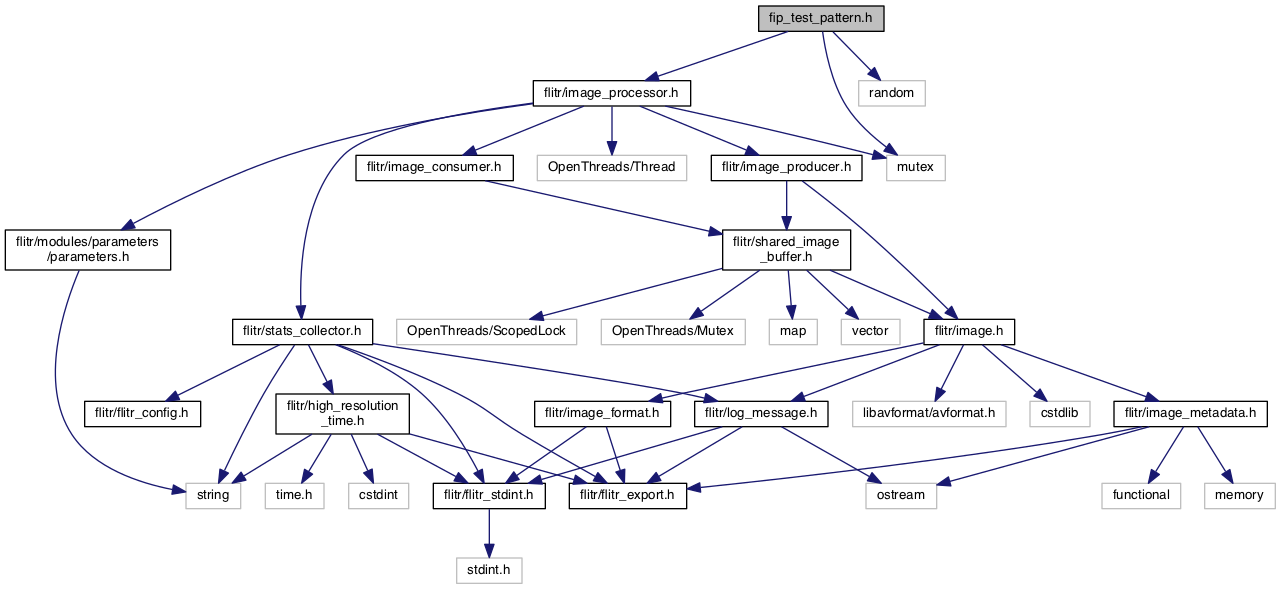 fip_test_pattern.h
flitr/image_processor.h
random
flitr/image_consumer.h
OpenThreads/Thread
flitr/image_producer.h
mutex
flitr/modules/parameters
/parameters.h
flitr/shared_image
_buffer.h
flitr/stats_collector.h
OpenThreads/ScopedLock
OpenThreads/Mutex
map
vector
flitr/image.h
flitr/flitr_config.h
flitr/high_resolution
_time.h
flitr/image_format.h
flitr/log_message.h
libavformat/avformat.h
cstdlib
flitr/image_metadata.h
string
time.h
cstdint
flitr/flitr_stdint.h
flitr/flitr_export.h
ostream
functional
memory
stdint.h